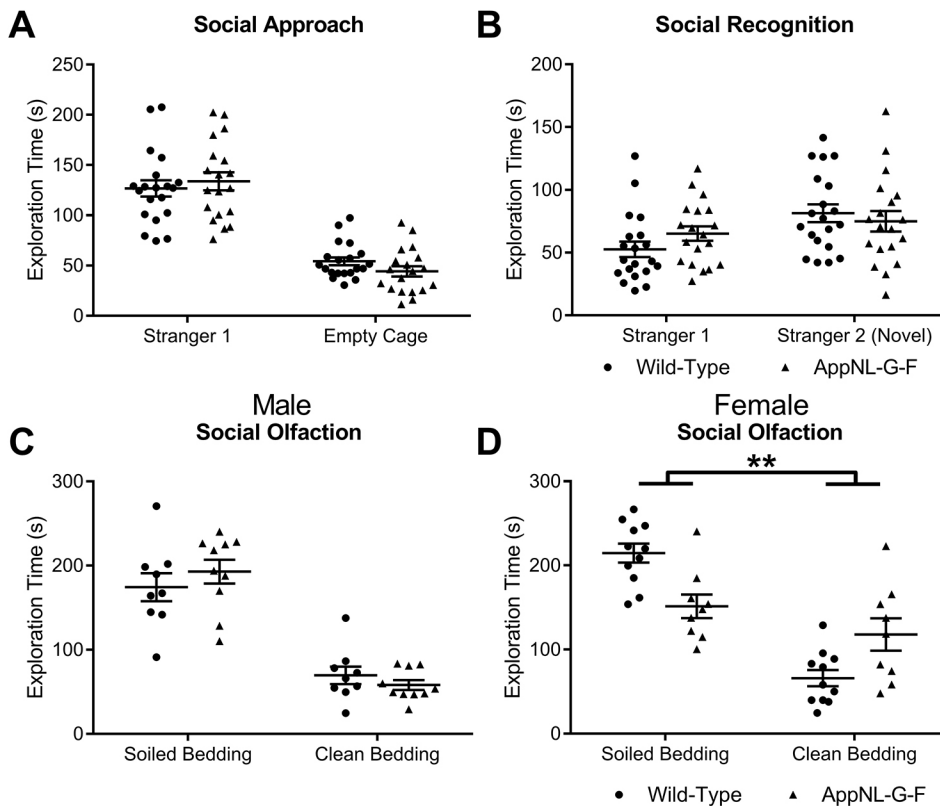 A
Social Approach
Exploration Time (s)
250
200
150
100
50
0
Stranger 1
Empty Cage
B
Social Recognition
Exploration Time (s)
200
150
100
50
0
Stranger 1
Stranger 2 (Novel)
Wild-Type
AppNL-G-F
C
Male
Social Olfaction
Exploration Time (s)
300
200
100
0
Soiled Bedding
Clean Bedding
D
Female
Social Olfaction
**
Exploration Time (s)
300
200
100
0
Soiled Bedding
Clean Bedding
Wild-Type
AppNL-G-F